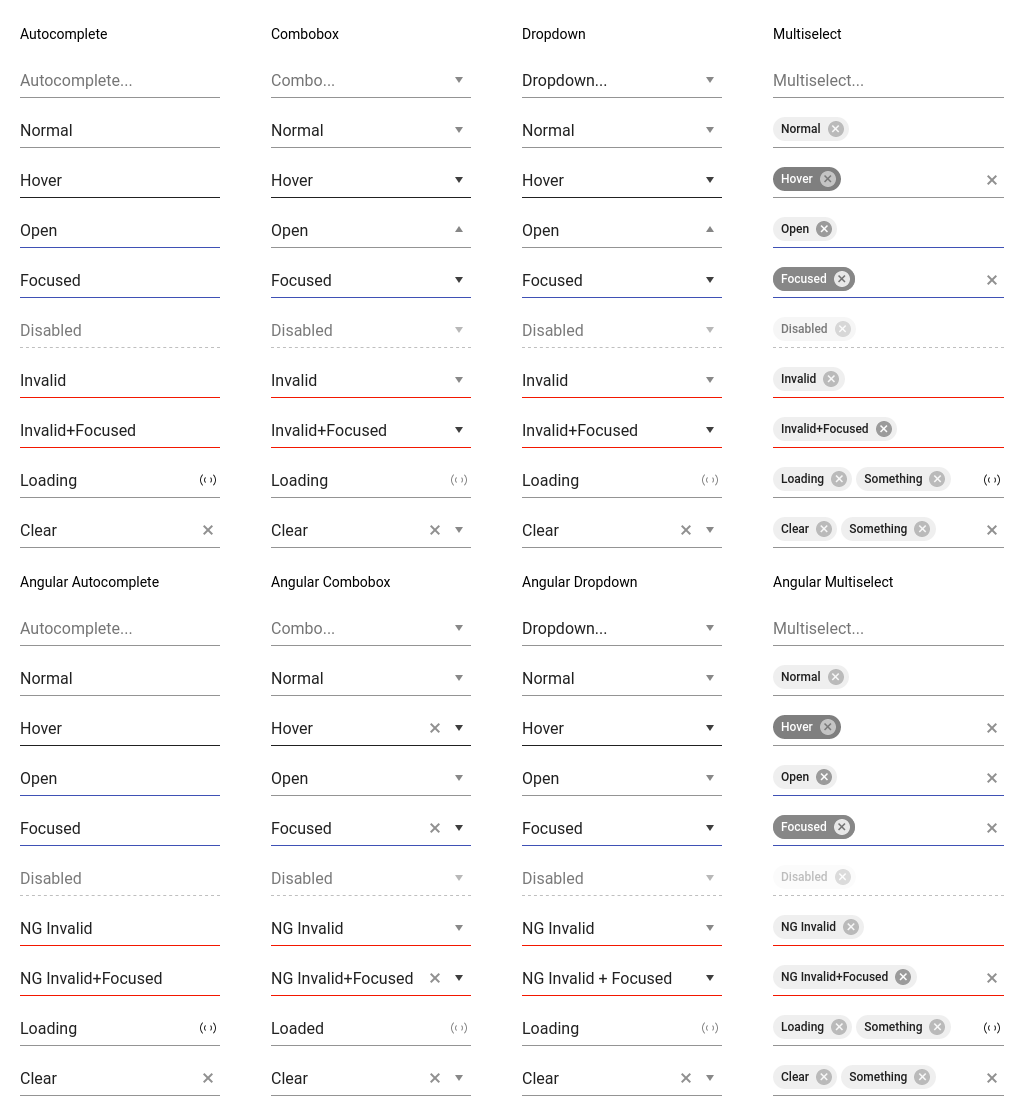 Autocomplete Combobox Dropdown Multiselect
Autocomplete... Combo... Dropdown... Multiselect...
Normal Normal Normal Normal
Hover Hover Hover Hover
Open Open Open Open
Focused Focused Focused Focused
Disabled Disabled Disabled Disabled
Invalid Invalid Invalid Invalid
Invalid+Focused Invalid+Focused Invalid+Focused Invalid+Focused
Loading Loading Loading Loading Something
Clear Clear Clear Clear Something
Angular Autocomplete Angular Combobox Angular Dropdown Angular Multiselect
Autocomplete... Combo... Dropdown... Multiselect...
Normal Normal Normal Normal
Hover Hover Hover Hover
Open Open Open Open
Focused Focused Focused Focused
Disabled Disabled Disabled Disabled
NG Invalid NG Invalid NG Invalid NG Invalid
NG Invalid+Focused NG Invalid+Focused NG Invalid + Focused NG Invalid+Focused
Loading Loaded Loading Loading Something
Clear Clear Clear Clear Something